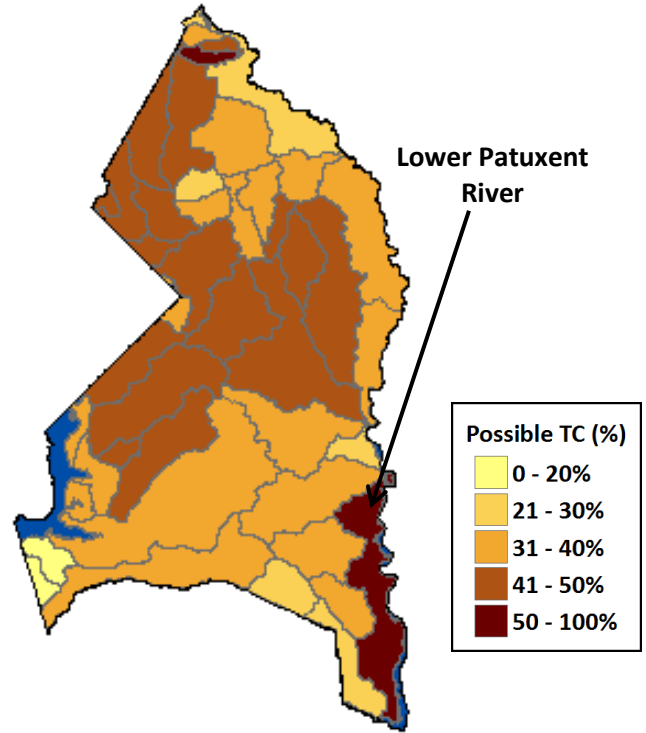 Lower Patuxent
River
Possible TC (%)
0 - 20%
21 - 30%
31 - 40%
41 - 50%
50 - 100%